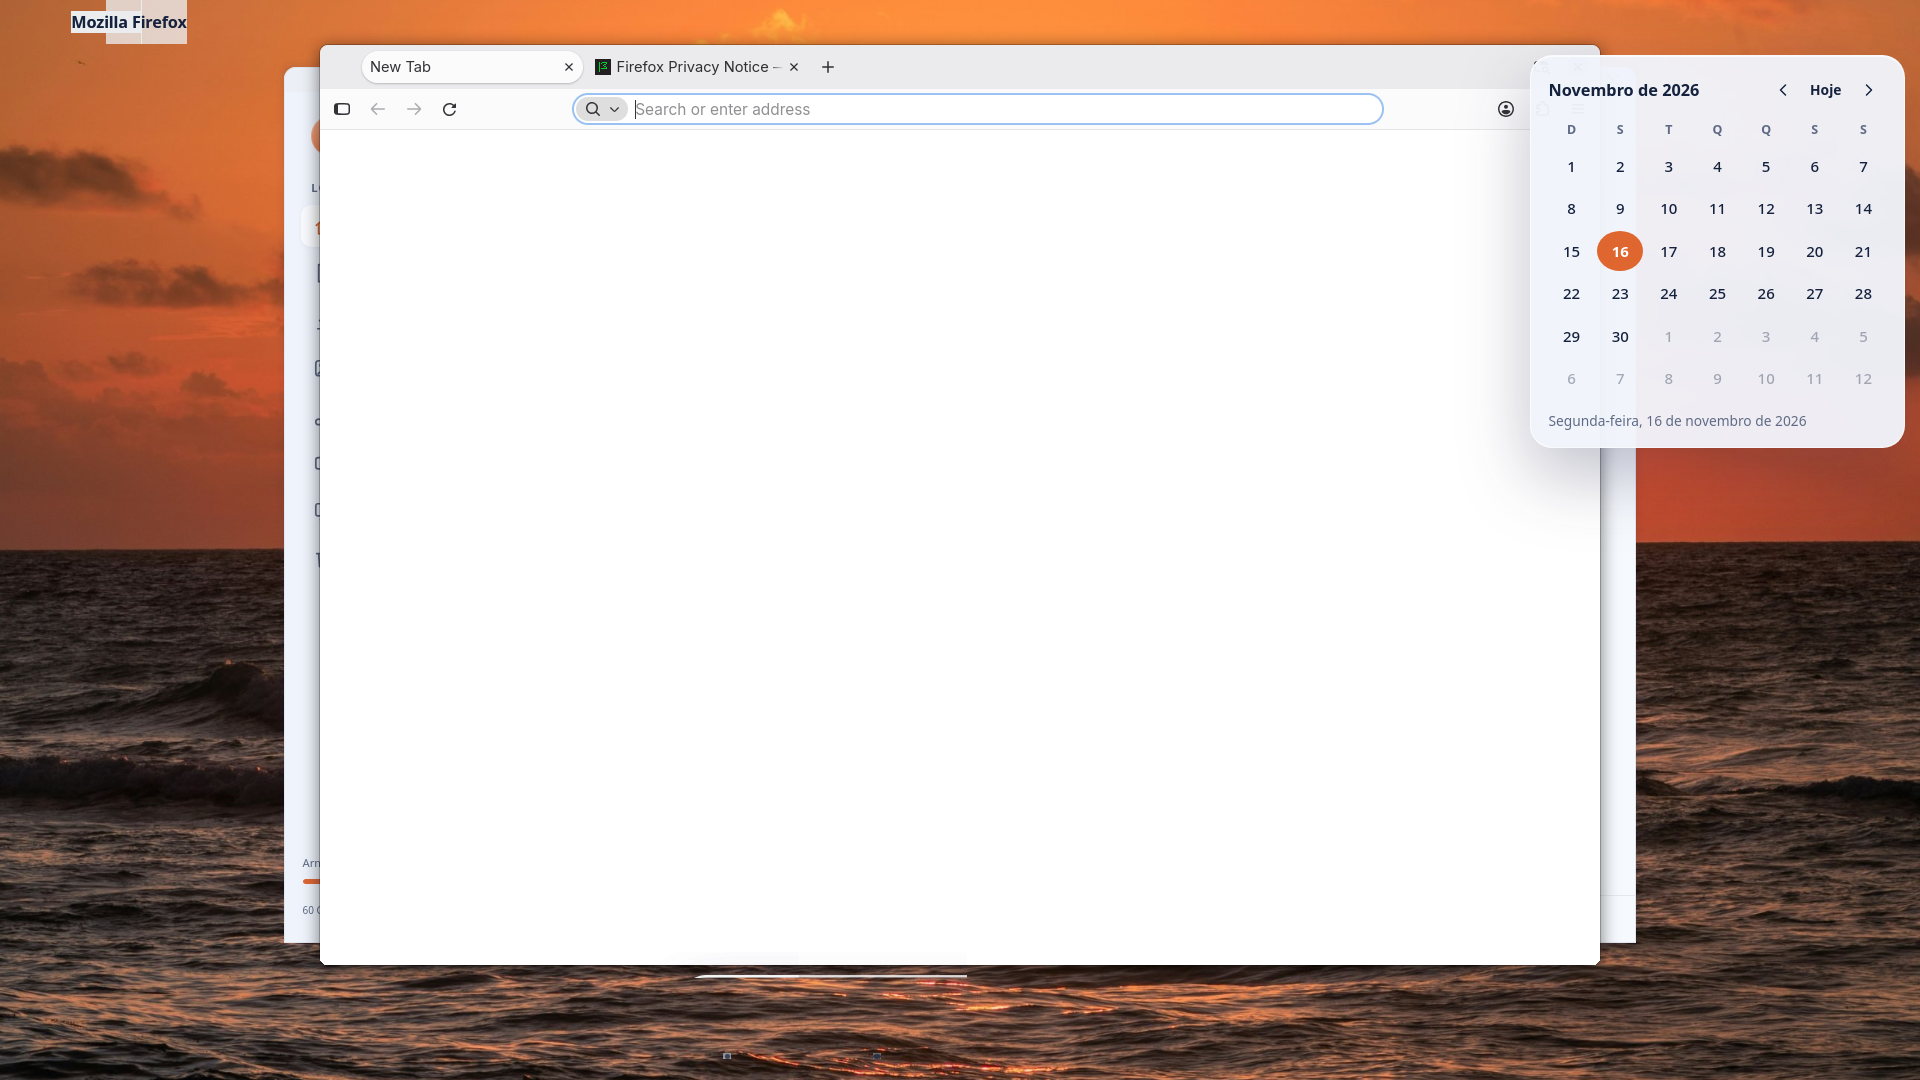 Mozilla Firefox
New Tab
Firefox Privacy Notice —
Search or enter address
Novembro de 2026
Hoje
D S T Q Q S S
1 2 3 4 5 6 7
8 9 10 11 12 13 14
15 16 17 18 19 20 21
22 23 24 25 26 27 28
29 30 1 2 3 4 5
6 7 8 9 10 11 12
Segunda-feira, 16 de novembro de 2026
60